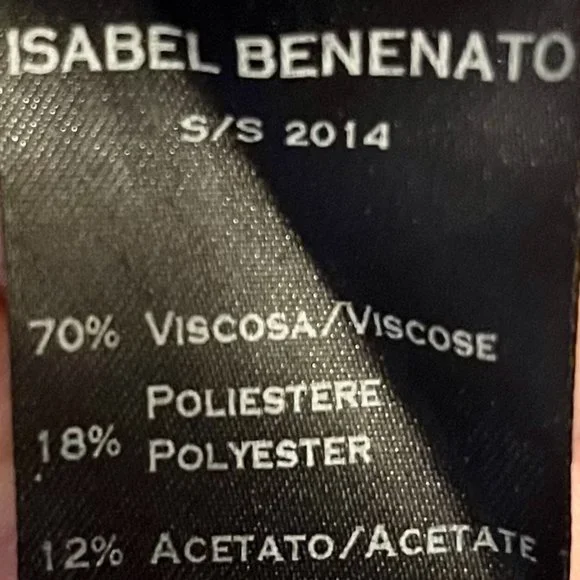 ISABEL BENENATO
S/S 2014
70% VISCOSA/VISCOSE
POLIESTERE
18% POLYESTER
12% ACETATO/ACETATE